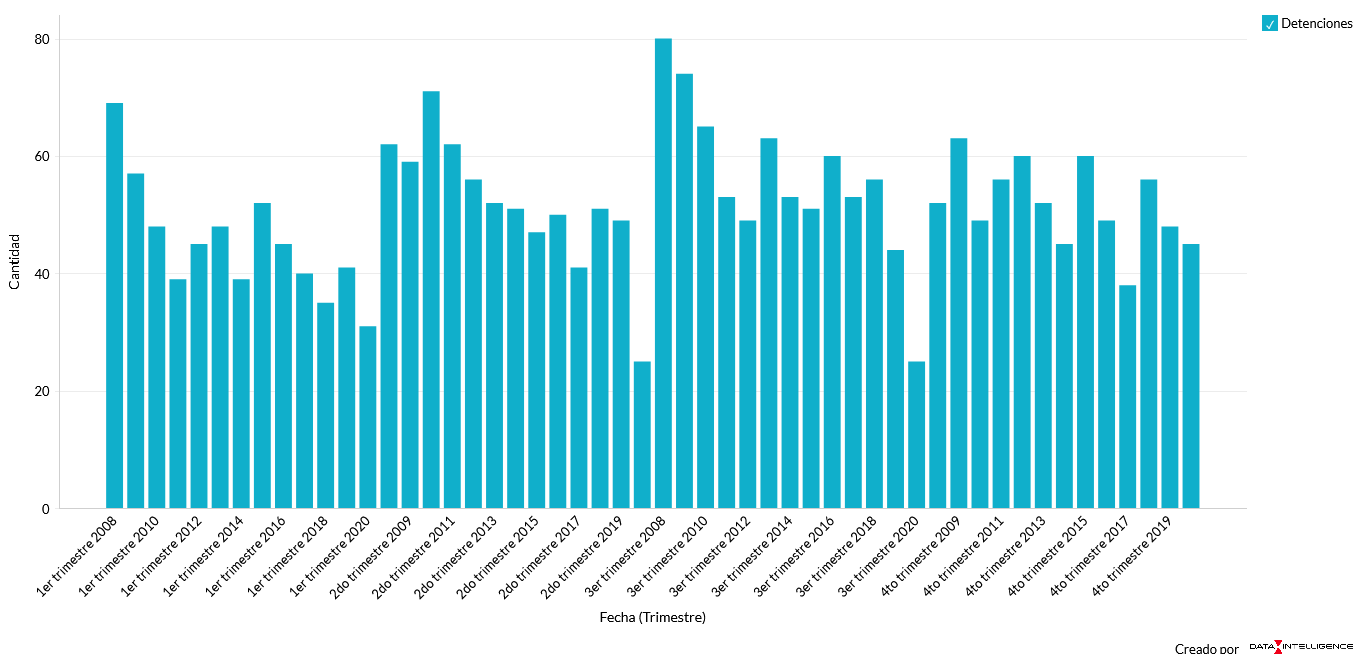 Detenciones
80
60
40
20
0
Cantidad
1er trimestre 2008
1er trimestre 2010
1er trimestre 2012
1er trimestre 2014
1er trimestre 2016
1er trimestre 2018
1er trimestre 2020
2do trimestre 2009
2do trimestre 2011
2do trimestre 2013
2do trimestre 2015
2do trimestre 2017
2do trimestre 2019
3er trimestre 2008
3er trimestre 2010
3er trimestre 2012
3er trimestre 2014
3er trimestre 2016
3er trimestre 2018
3er trimestre 2020
4to trimestre 2009
4to trimestre 2011
4to trimestre 2013
4to trimestre 2015
4to trimestre 2017
4to trimestre 2019
Fecha (Trimestre)
Creado por DATA INTELLIGENCE